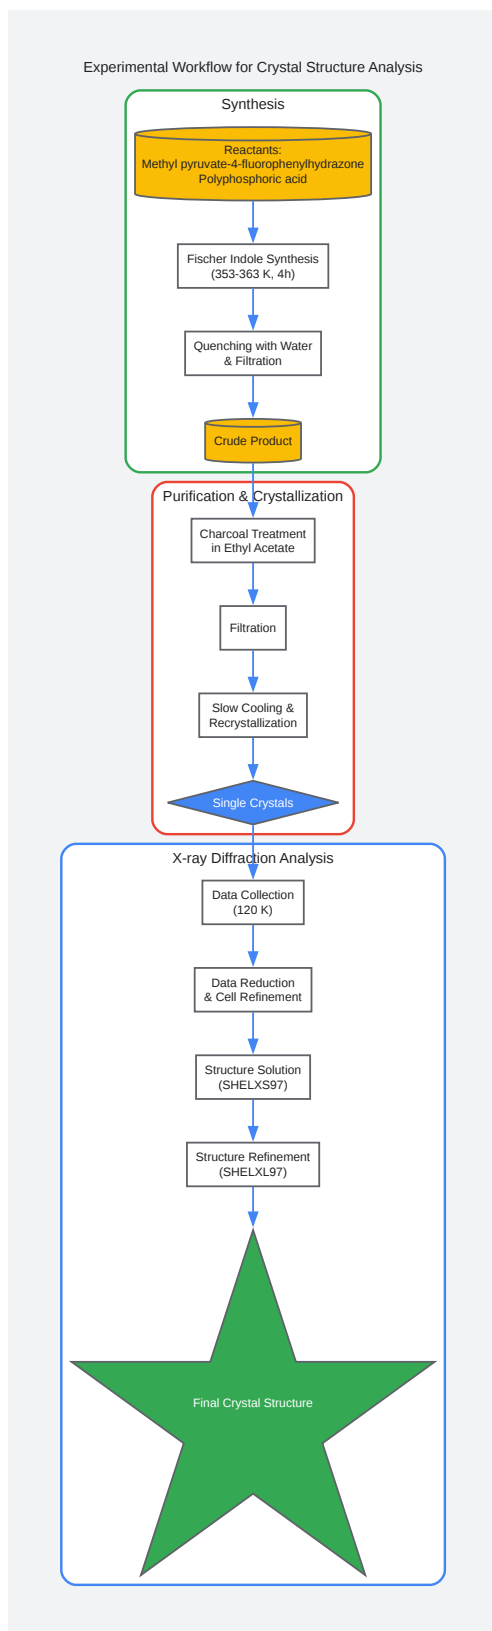 Experimental Workflow for Crystal Structure Analysis
Synthesis
Reactants:
Methyl pyruvate-4-fluorophenylhydrazone
Polyphosphoric acid
Fischer Indole Synthesis
(353-363 K, 4h)
Quenching with Water
& Filtration
Crude Product
Purification & Crystallization
Charcoal Treatment
in Ethyl Acetate
Filtration
Slow Cooling &
Recrystallization
Single Crystals
X-ray Diffraction Analysis
Data Collection
(120 K)
Data Reduction
& Cell Refinement
Structure Solution
(SHELXS97)
Structure Refinement
(SHELXL97)
Final Crystal Structure